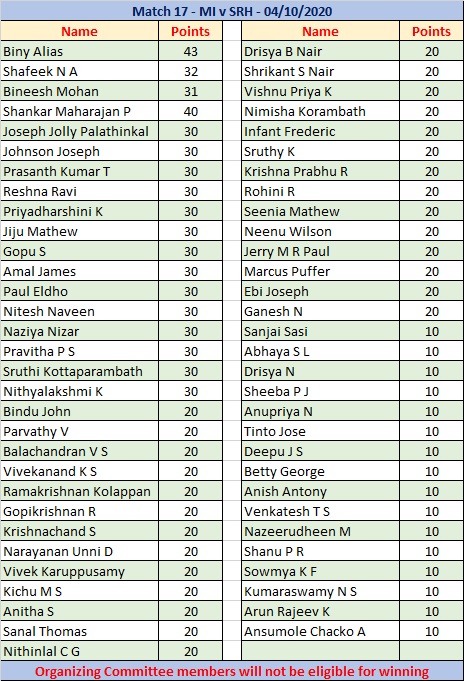 Match 17 - MI v SRH - 04/10/2020
Name Points Name Points
Biny Alias 43 Drisya B Nair 20
Shafeek N A 32 Shrikant S Nair 20
Bineesh Mohan 31 Vishnu Priya K 20
Shankar Maharajan P 40 Nimisha Korambath 20
Joseph Jolly Palathinkal 30 Infant Frederic 20
Johnson Joseph 30 Sruthy K 20
Prasanth Kumar T 30 Krishna Prabhu R 20
Reshna Ravi 30 Rohini R 20
Priyadharshini K 30 Seenia Mathew 20
Jiju Mathew 30 Neenu Wilson 20
Gopu S 30 Jerry M R Paul 20
Amal James 30 Marcus Puffer 20
Paul Eldho 30 Ebi Joseph 20
Nitesh Naveen 30 Ganesh N 20
Naziya Nizar 30 Sanjai Sasi 10
Pravitha P S 30 Abhaya S L 10
Sruthi Kottaparambath 30 Drisya N 10
Nithyalakshmi K 30 Sheeba P J 10
Bindu John 20 Anupriya N 10
Parvathy V 20 Tinto Jose 10
Balachandran V S 20 Deepu J S 10
Vivekanand K S 20 Betty George 10
Ramakrishnan Kolappan 20 Anish Antony 10
Gopikrishnan R 20 Venkatesh T S 10
Krishnachand S 20 Nazeerudheen M 10
Narayanan Unni D 20 Shanu P R 10
Vivek Karuppusamy 20 Sowmya K F 10
Kichu M S 20 Kumaraswamy N S 10
Anitha S 20 Arun Rajeev K 10
Sanal Thomas 20 Ansumole Chacko A 10
Nithinlal C G 20
Organizing Committee members will not be eligible for winning